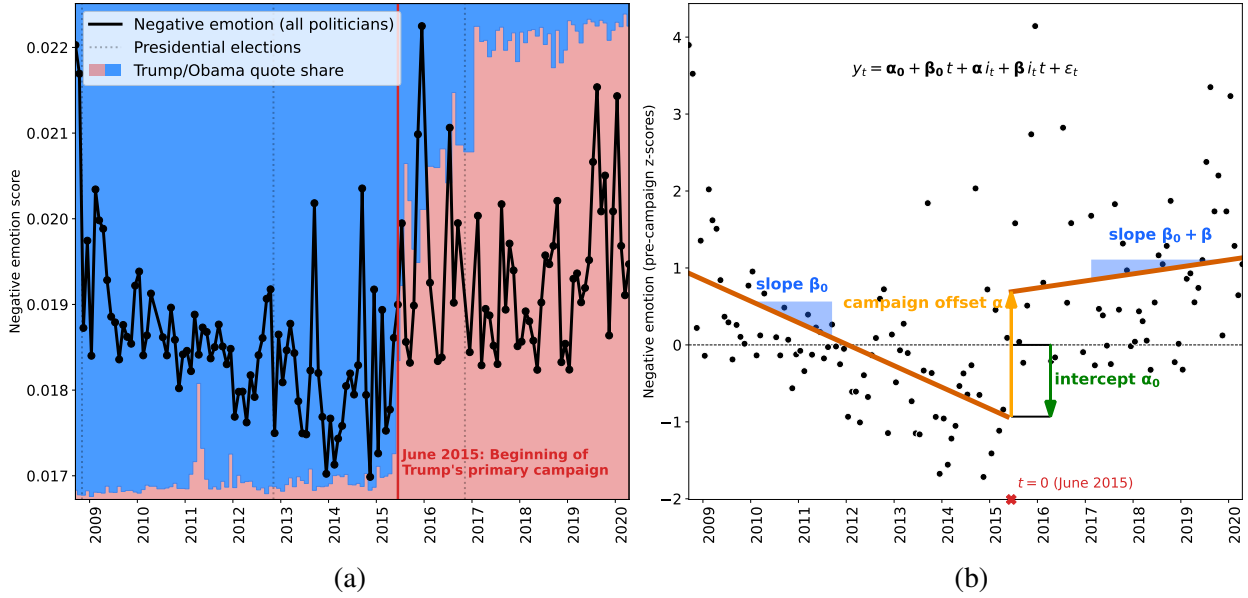 Negative emotion (all politicians)
Presidential elections
Trump/Obama quote share
0.022
0.021
0.020
0.019
0.018
0.017
Negative emotion score
June 2015: Beginning of
Trump's primary campaign
2009
2010
2011
2012
2013
2014
2015
2016
2017
2018
2019
2020
(a)
Negative emotion (pre-campaign z-scores)
4
3
2
1
0
−1
−2
y_t = α₀ + β₀ t + α i_t + β i_t t + ε_t
slope β₀
campaign offset α
slope β₀ + β
intercept α₀
t = 0 (June 2015)
2009
2010
2011
2012
2013
2014
2015
2016
2017
2018
2019
2020
(b)